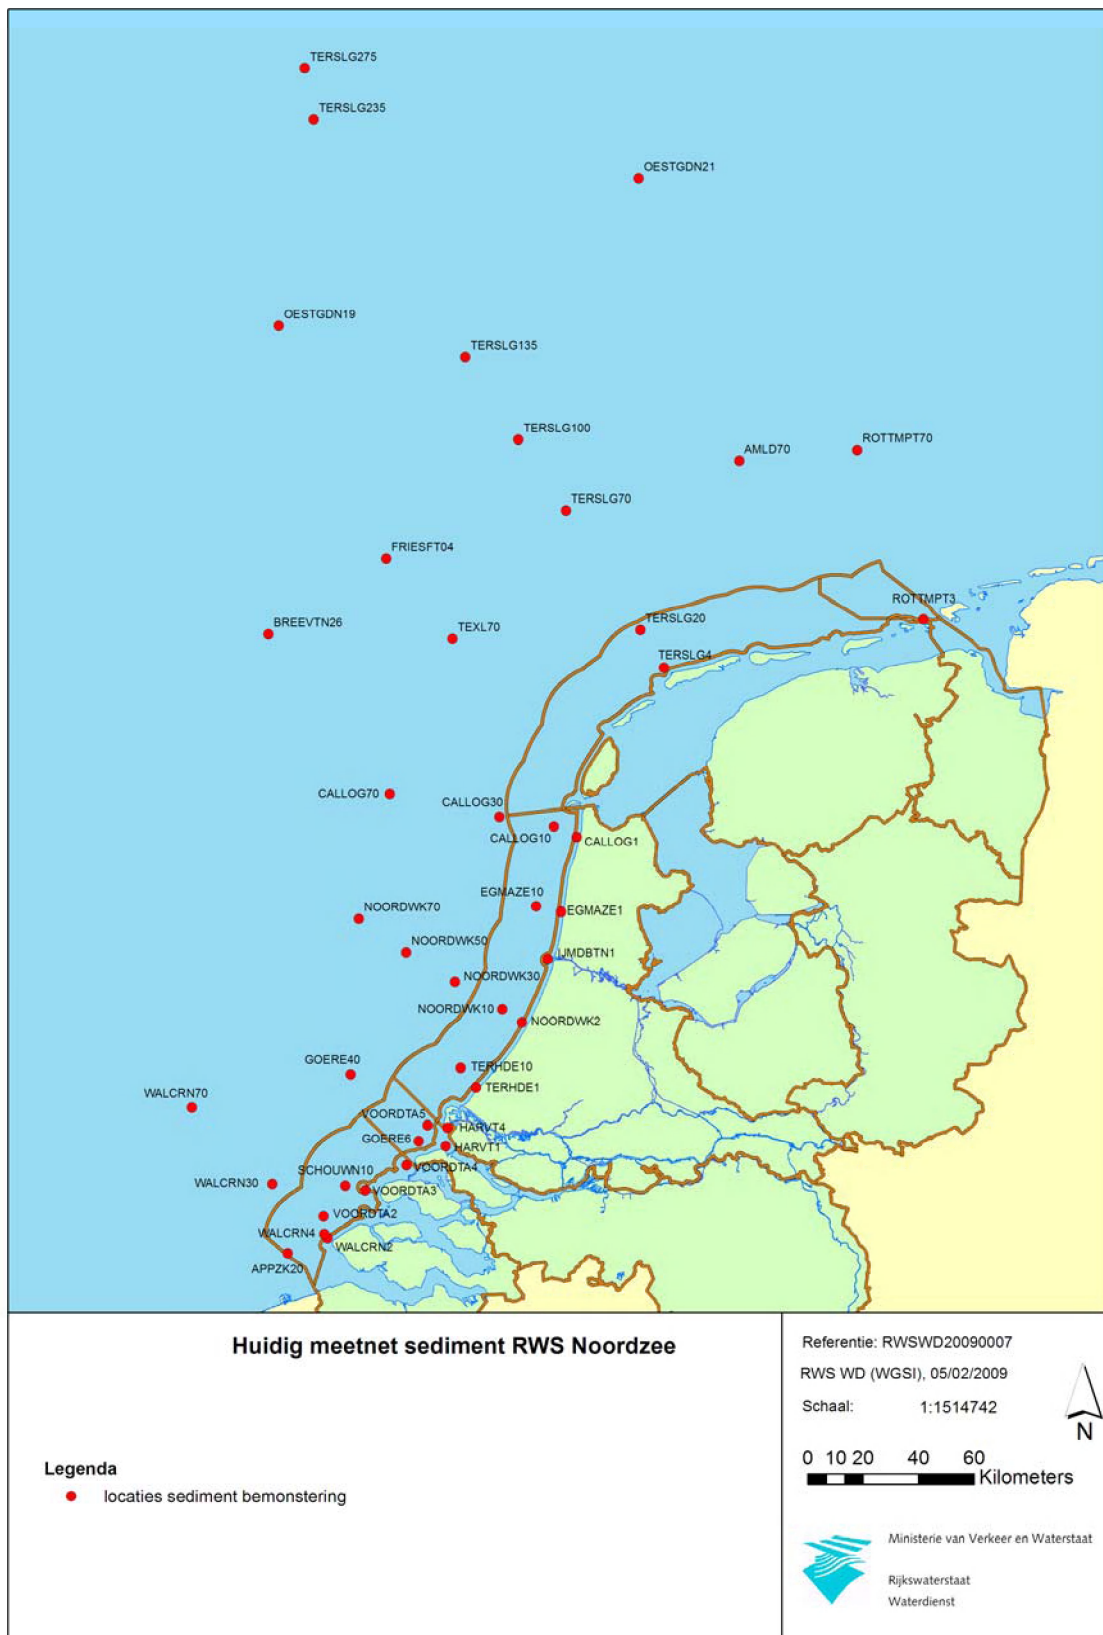 TERSLG275
TERSLG235
OESTGDN21
OESTGDN19
TERSLG135
TERSLG100
ROTTMPT70
AMLD70
TERSLG70
FRIESFT04
ROTTMPT3
TERSLG20
BREEVTN26
TEXL70
TERSLG4
CALLOG70
CALLOG30
CALLOG10
CALLOG1
EGMAZE10
EGMAZE1
NOORDWK70
NOORDWK50
IJMDBTN1
NOORDWK30
NOORDWK10
NOORDWK2
GOERE40
TERHDE10
TERHDE1
WALCRN70
VOORDTA5
HARVT4
GOERE6
HARVT1
VOORDTA4
SCHOUWN10
WALCRN30
VOORDTA3
VOORDTA2
WALCRN4
WALCRN2
APPZK20
Huidig meetnet sediment RWS Noordzee
Legenda
locaties sediment bemonstering
Referentie: RWSWD20090007
RWS WD (WGSI), 05/02/2009
Schaal: 1:1514742
N
0 10 20 40 60
Kilometers
Ministerie van Verkeer en Waterstaat
Rijkswaterstaat
Waterdienst